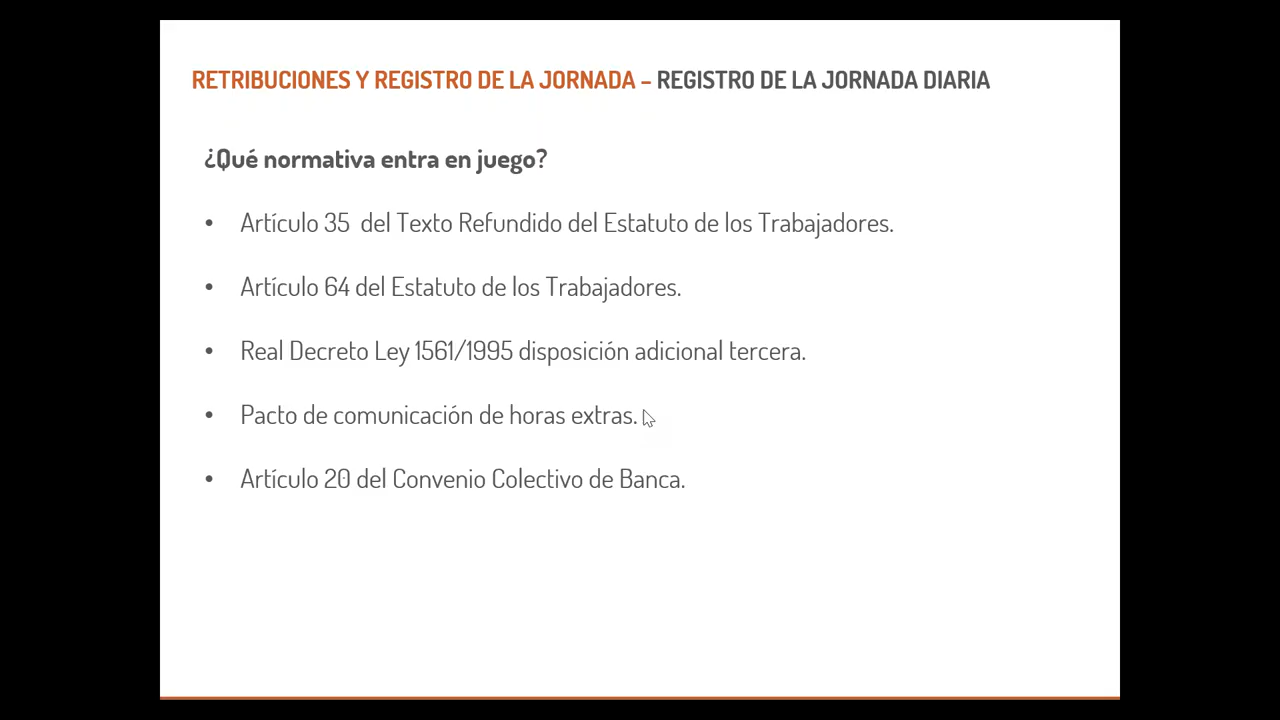 RETRIBUCIONES Y REGISTRO DE LA JORNADA – REGISTRO DE LA JORNADA DIARIA
¿Qué normativa entra en juego?
• Artículo 35 del Texto Refundido del Estatuto de los Trabajadores.
• Artículo 64 del Estatuto de los Trabajadores.
• Real Decreto Ley 1561/1995 disposición adicional tercera.
• Pacto de comunicación de horas extras.
• Artículo 20 del Convenio Colectivo de Banca.